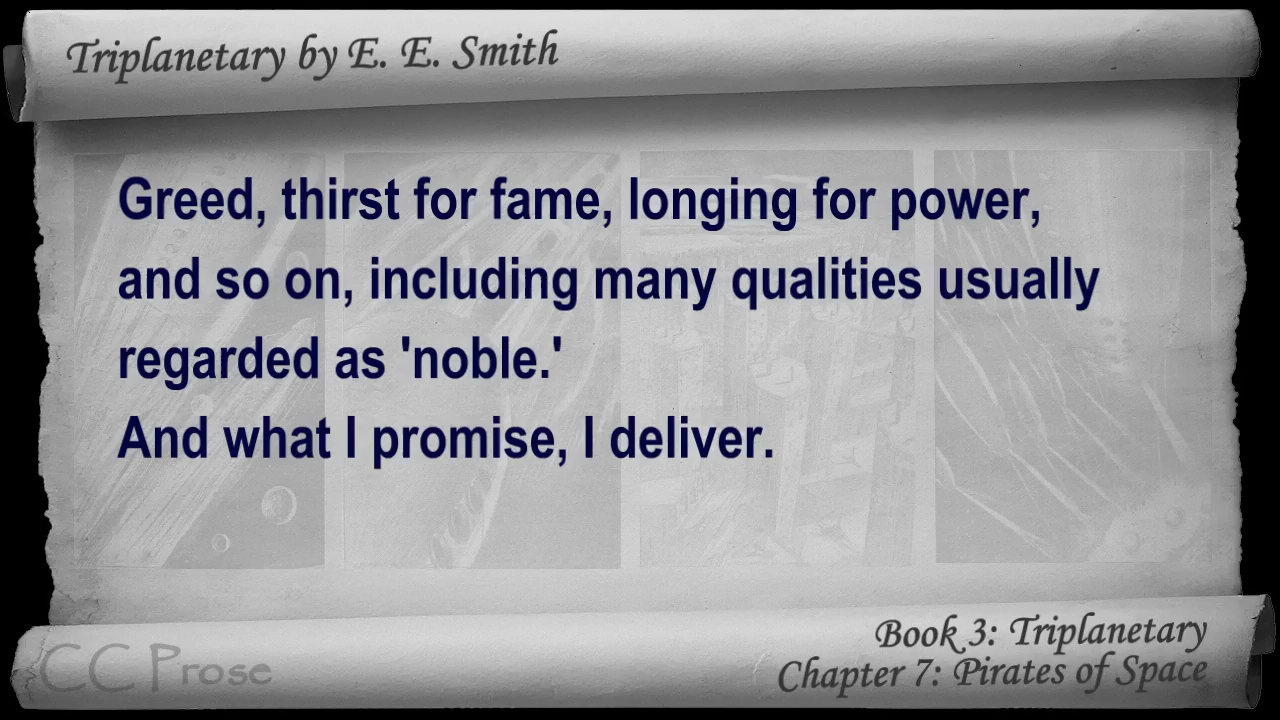 Triplanetary by E. E. Smith
Greed, thirst for fame, longing for power,
and so on, including many qualities usually
regarded as 'noble.'
And what I promise, I deliver.
Book 3: Triplanetary
Chapter 7: Pirates of Space
CC Prose